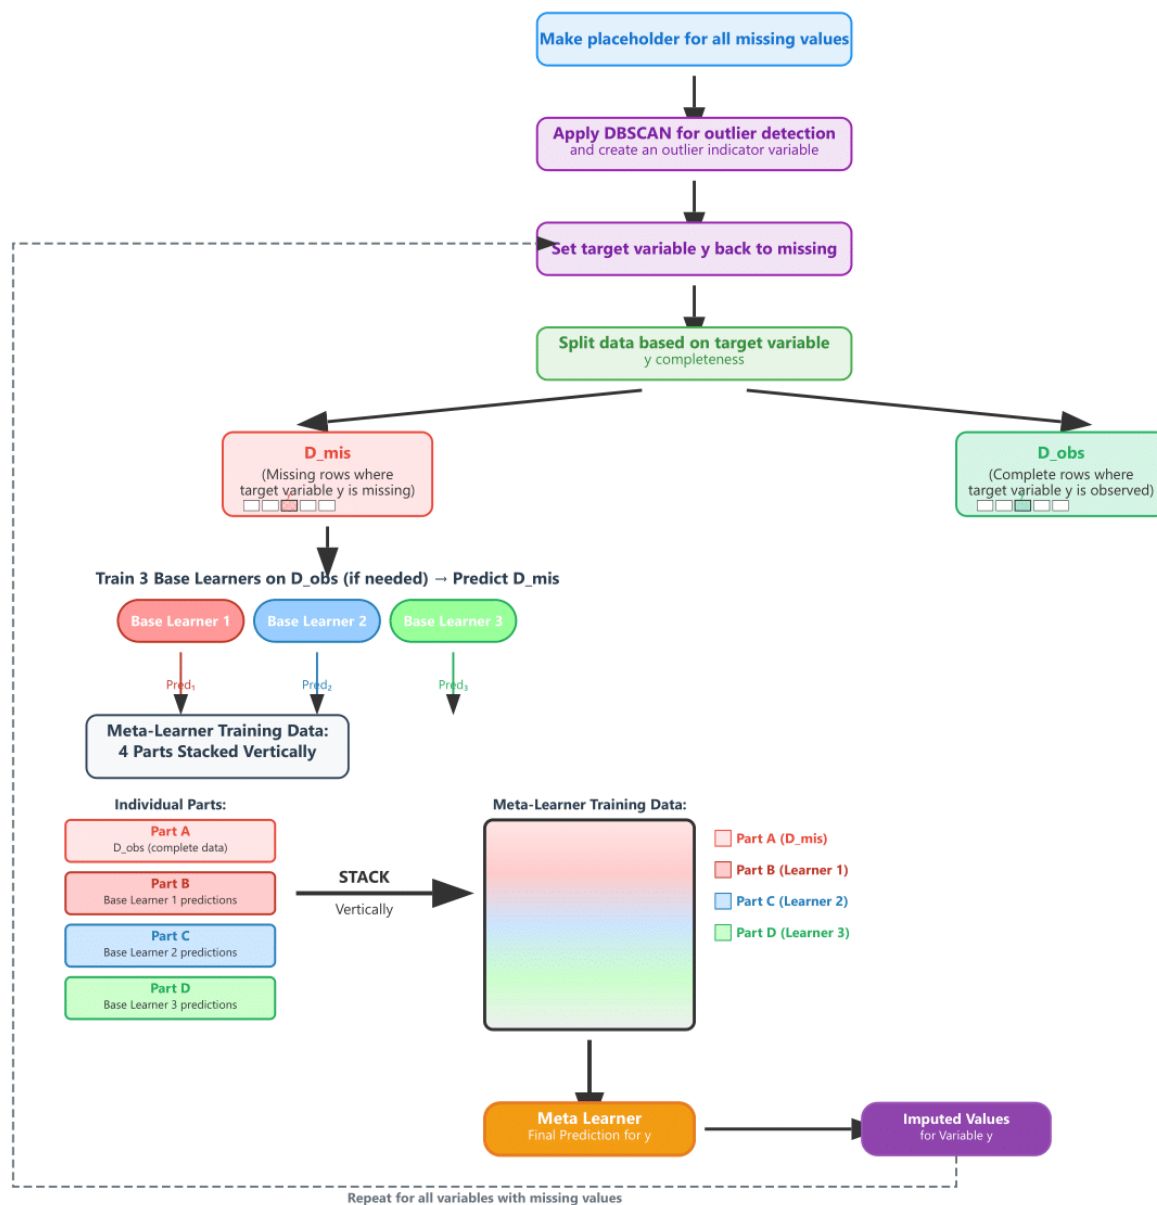 Make placeholder for all missing values
Apply DBSCAN for outlier detection
and create an outlier indicator variable
Set target variable y back to missing
Split data based on target variable
y completeness
D_mis
(Missing rows where
target variable y is missing)
D_obs
(Complete rows where
target variable y is observed)
Train 3 Base Learners on D_obs (if needed) → Predict D_mis
Base Learner 1
Base Learner 2
Base Learner 3
Pred₁
Pred₂
Pred₃
Meta-Learner Training Data:
4 Parts Stacked Vertically
Individual Parts:
Part A
D_obs (complete data)
Part B
Base Learner 1 predictions
Part C
Base Learner 2 predictions
Part D
Base Learner 3 predictions
STACK
Vertically
Meta-Learner Training Data:
Part A (D_mis)
Part B (Learner 1)
Part C (Learner 2)
Part D (Learner 3)
Meta Learner
Final Prediction for y
Imputed Values
for Variable y
Repeat for all variables with missing values